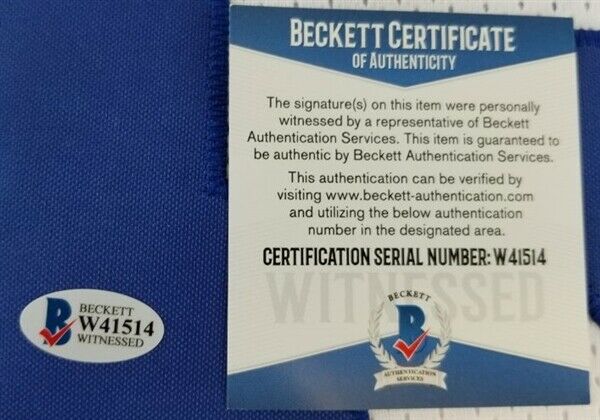 BECKETT CERTIFICATE
OF AUTHENTICITY
The signature(s) on this item were personally
witnessed by a representative of Beckett
Authentication Services. This item is guaranteed to
be authentic by Beckett Authentication Services.
This authentication can be verified by
visiting www.beckett-authentication.com
and utilizing the below authentication
number in the designated area.
CERTIFICATION SERIAL NUMBER: W41514
WITNESSED
BECKETT
B
AUTHENTICATION
SERVICES
B
BECKETT
W41514
WITNESSED